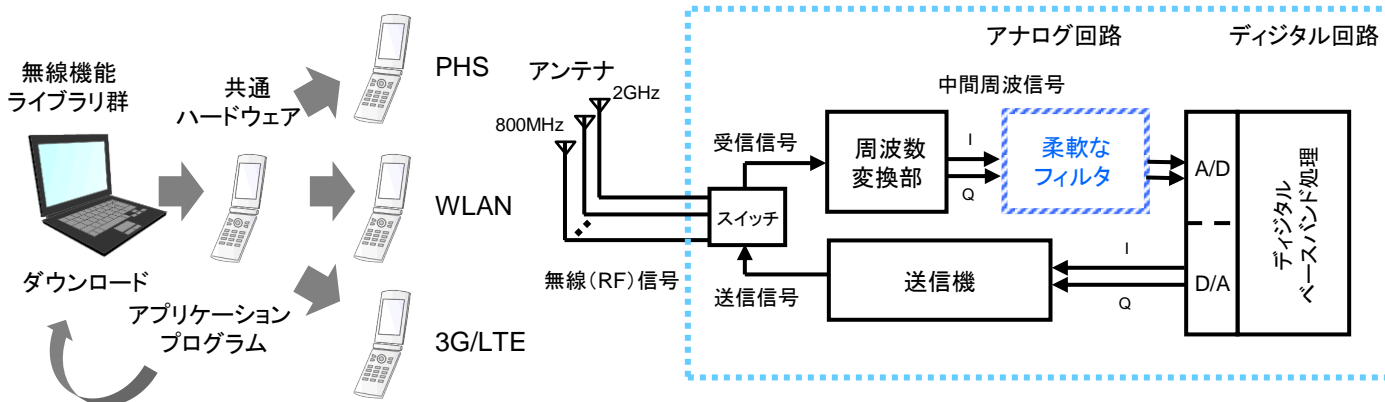 無線機能
ライブラリ群
共通
ハードウェア
ダウンロード
アプリケーション
プログラム
PHS
WLAN
3G/LTE
アンテナ
2GHz
800MHz
無線(RF)信号
アナログ回路
ディジタル回路
中間周波信号
受信信号
スイッチ
送信信号
周波数
変換部
I
Q
柔軟な
フィルタ
A/D
D/A
ディジタル
ベースバンド処理
送信機
I
Q